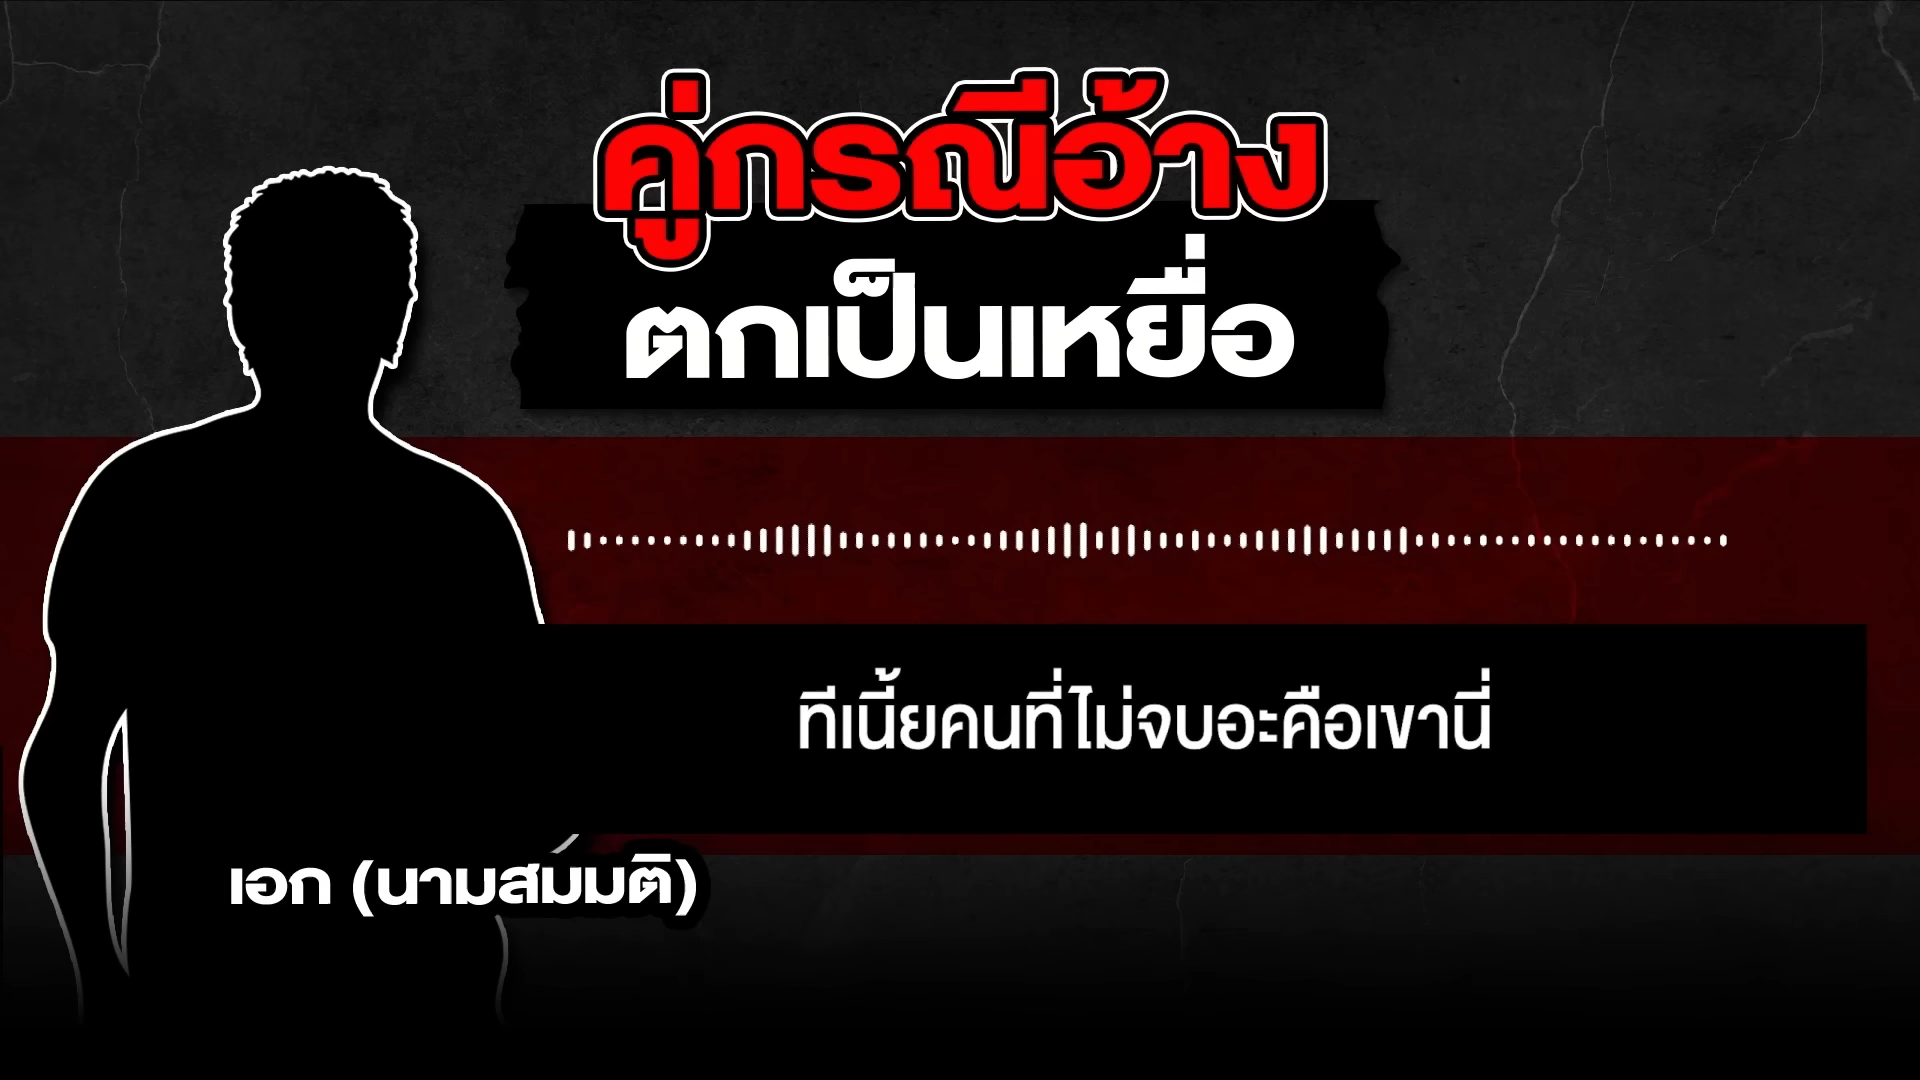 คู่กรณีอ้าง
ตกเป็นเหยื่อ
ทีเนี้ยคนที่ไม่จบอะคือเขานี่
เอก (นามสมมติ)